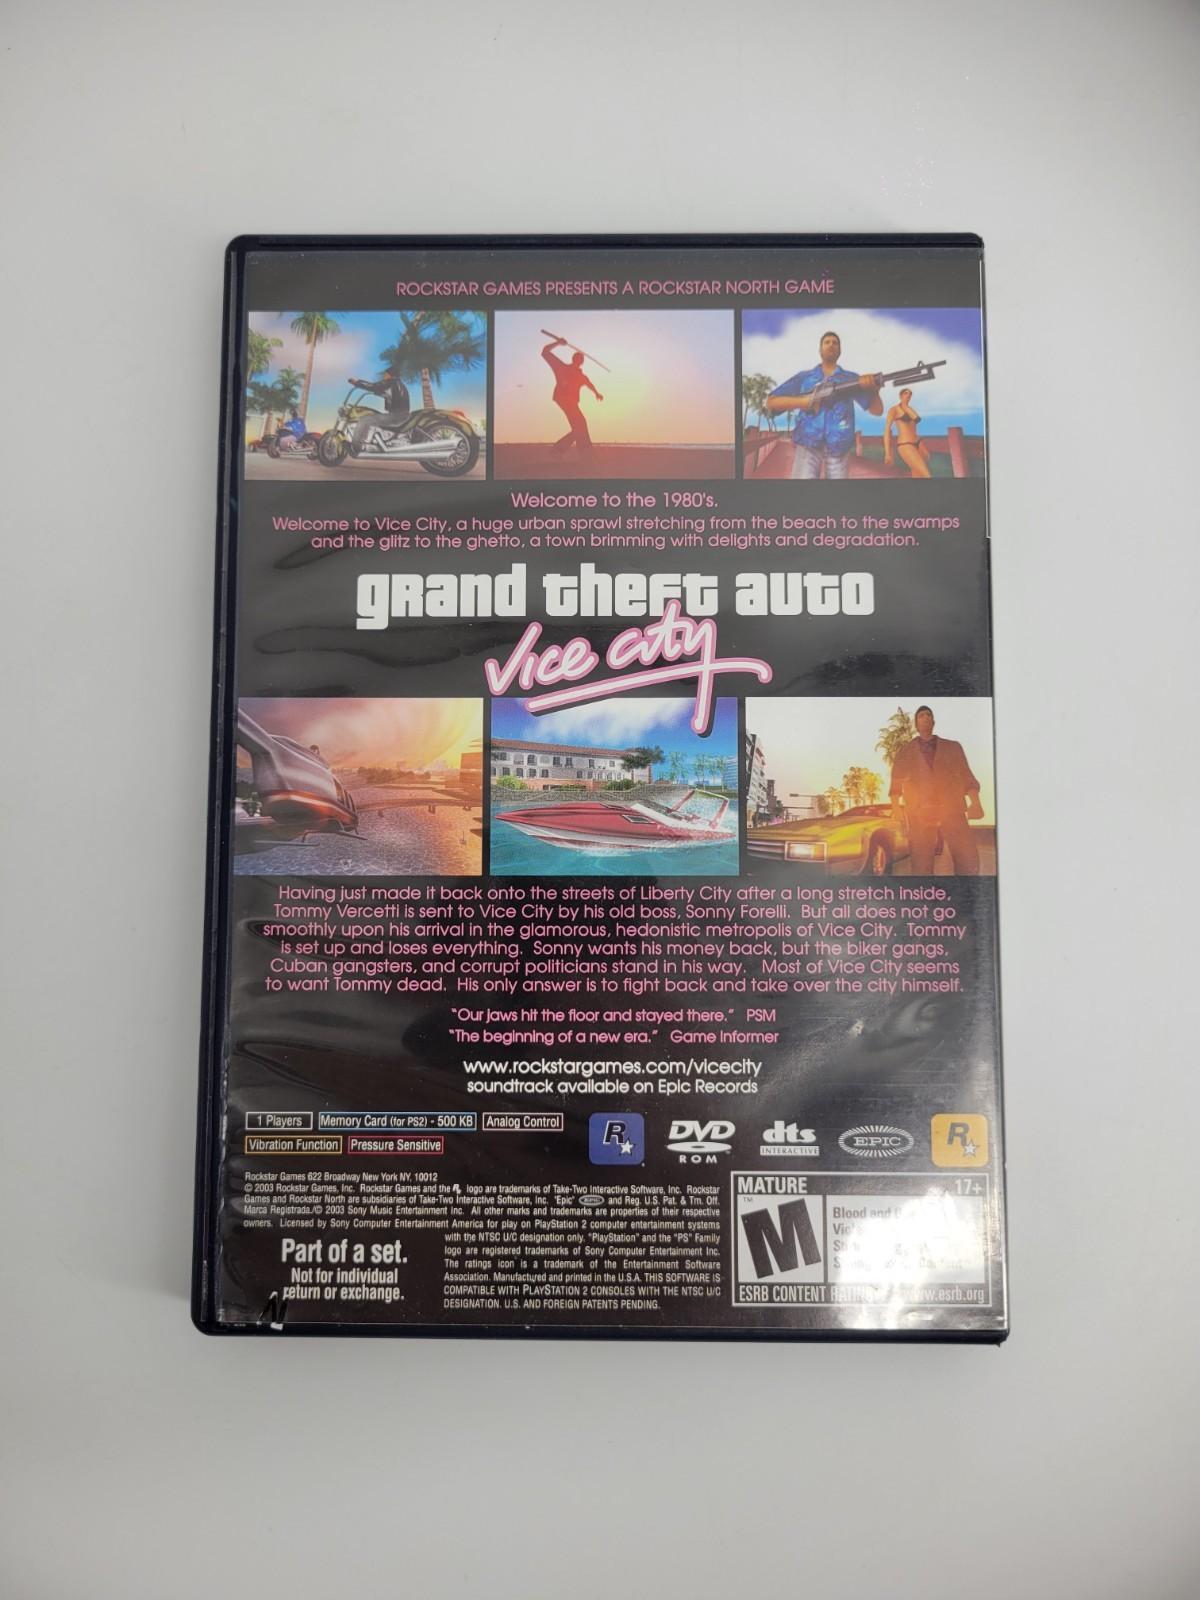 ROCKSTAR GAMES PRESENTS A ROCKSTAR NORTH GAME
Welcome to the 1980's.
Welcome to Vice City, a huge urban sprawl stretching from the beach to the swamps
and the glitz to the ghetto, a town brimming with delights and degradation.
grand theft auto
Vice City
Having just made it back onto the streets of Liberty City after a long stretch inside,
Tommy Vercetti is sent to Vice City by his old boss, Sonny Forelli. But all does not go
smoothly upon his arrival in the glamorous, hedonistic metropolis of Vice City. Tommy
is set up and loses everything. Sonny wants his money back, but the biker gangs,
Cuban gangsters, and corrupt politicians stand in his way. Most of Vice City seems
to want Tommy dead. His only answer is to fight back and take over the city himself.
"Our jaws hit the floor and stayed there." PSM
"The beginning of a new era." Game Informer
www.rockstargames.com/vicecity
soundtrack available on Epic Records
1 Players Memory Card (for PS2) - 500 KB Analog Control
Vibration Function Pressure Sensitive
R DVD ROM dts INTERACTIVE EPIC R
Rockstar Games 622 Broadway New York NY, 10012
© 2003 Rockstar Games, Inc. Rockstar Games and the R logo are trademarks of Take-Two Interactive Software, Inc. Rockstar
Games and Rockstar North are subsidiaries of Take-Two Interactive Software, Inc. 'Epic' EPIC and Reg. U.S. Pat. & Tm. Off.
Marca Registrada./© 2003 Sony Music Entertainment Inc. All other marks and trademarks are properties of their respective
owners. Licensed by Sony Computer Entertainment America for play on PlayStation 2 computer entertainment systems
with the NTSC U/C designation only. "PlayStation" and the "PS" Family
logo are registered trademarks of Sony Computer Entertainment Inc.
The ratings icon is a trademark of the Entertainment Software
Association. Manufactured and printed in the U.S.A. THIS SOFTWARE IS
COMPATIBLE WITH PLAYSTATION 2 CONSOLES WITH THE NTSC U/C
DESIGNATION. U.S. AND FOREIGN PATENTS PENDING.
Part of a set.
Not for individual
return or exchange.
N
MATURE 17+
M
Blood and
ESRB CONTENT RATING www.esrb.org